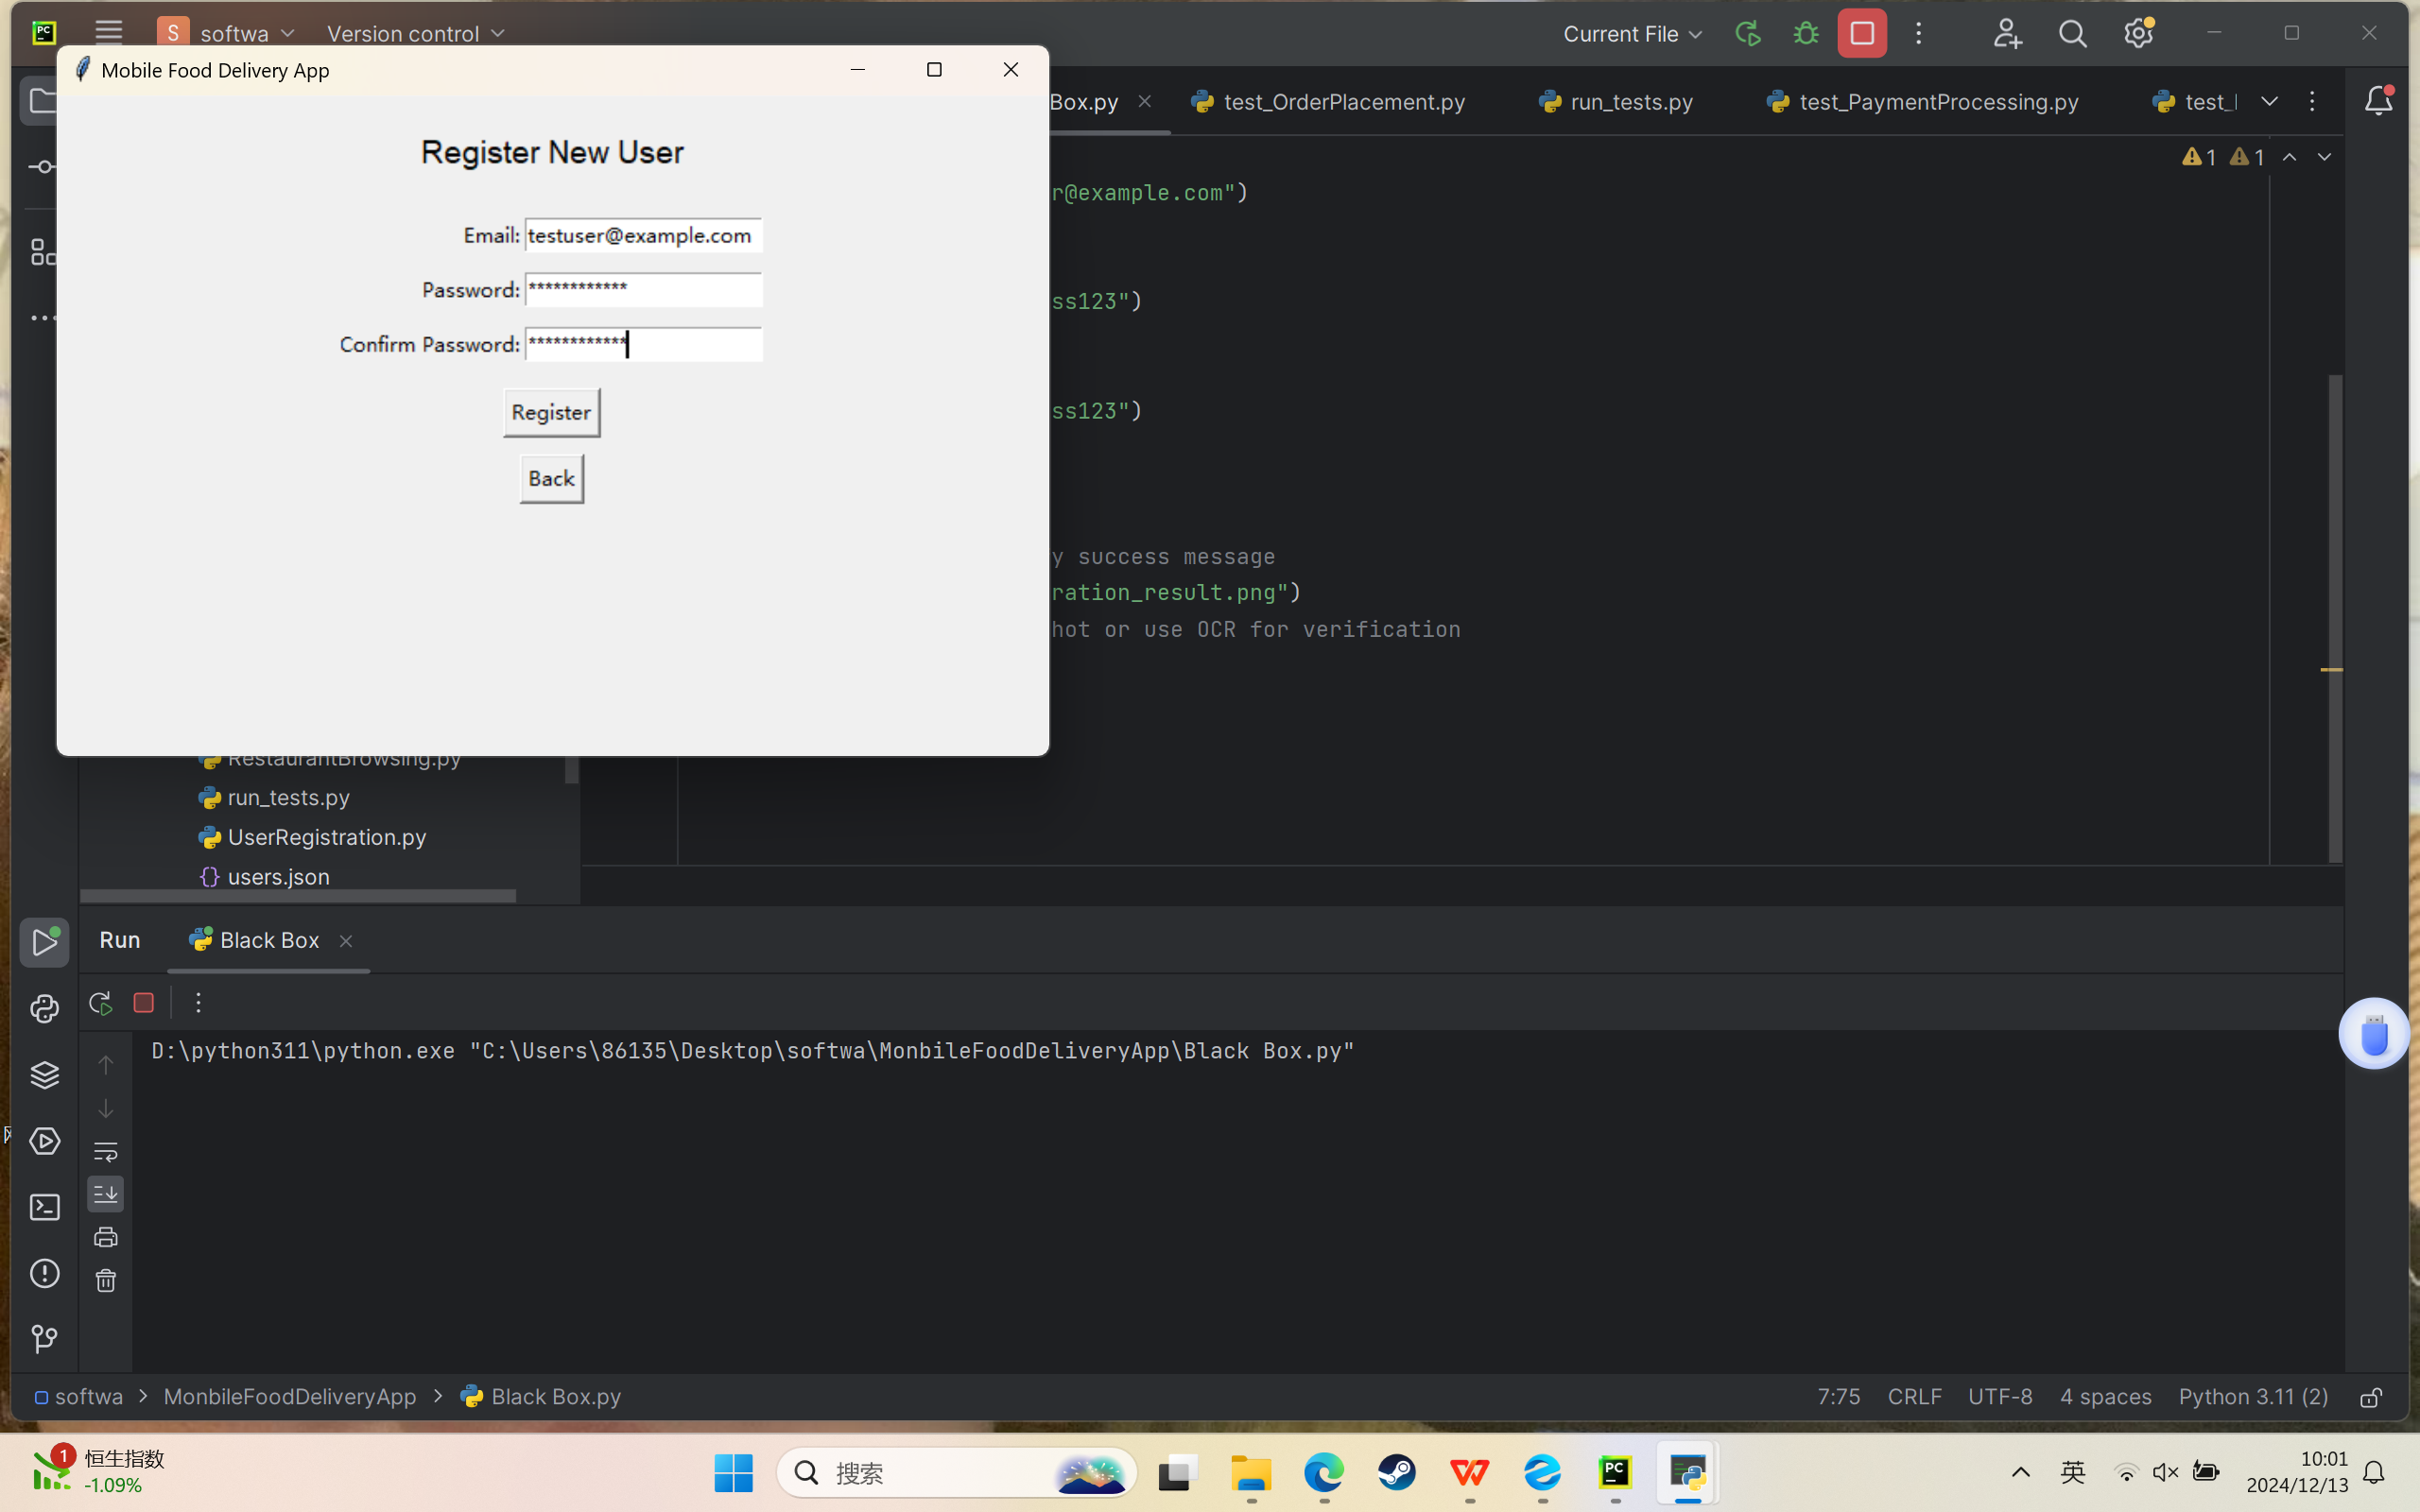 PC
S softwa
Version control
Current File
Mobile Food Delivery App
Register New User
Email: testuser@example.com
Password: ************
Confirm Password: ************
Register
Back
Box.py
test_OrderPlacement.py
run_tests.py
test_PaymentProcessing.py
test_
1 1
r@example.com")
ss123")
ss123")
y success message
ration_result.png")
hot or use OCR for verification
RestaurantBrowsing.py
run_tests.py
UserRegistration.py
{} users.json
Run
Black Box
D:\python311\python.exe "C:\Users\86135\Desktop\softwa\MonbileFoodDeliveryApp\Black Box.py"
softwa > MonbileFoodDeliveryApp > Black Box.py
7:75 CRLF UTF-8 4 spaces Python 3.11 (2)
1
恒生指数
-1.09%
搜索
PC
英
10:01
2024/12/13